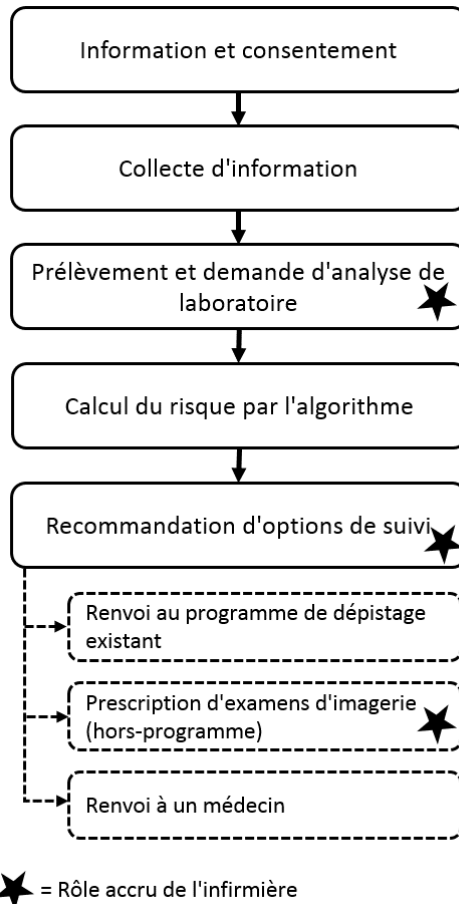 Information et consentement
Collecte d'information
Prélèvement et demande d'analyse de
laboratoire
Calcul du risque par l'algorithme
Recommandation d'options de suivi
Renvoi au programme de dépistage
existant
Prescription d'examens d'imagerie
(hors-programme)
Renvoi à un médecin
= Rôle accru de l'infirmière